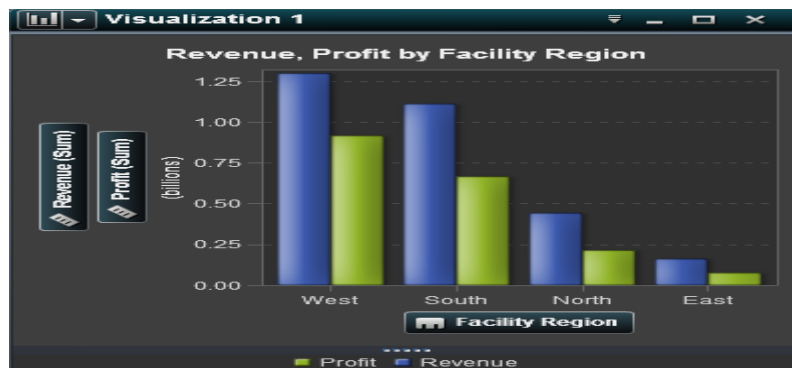 Visualization 1
Revenue, Profit by Facility Region
Revenue (Sum)
Profit (Sum)
(billions)
1.25
1.00
0.75
0.50
0.25
0.00
West South North East
Facility Region
Profit Revenue